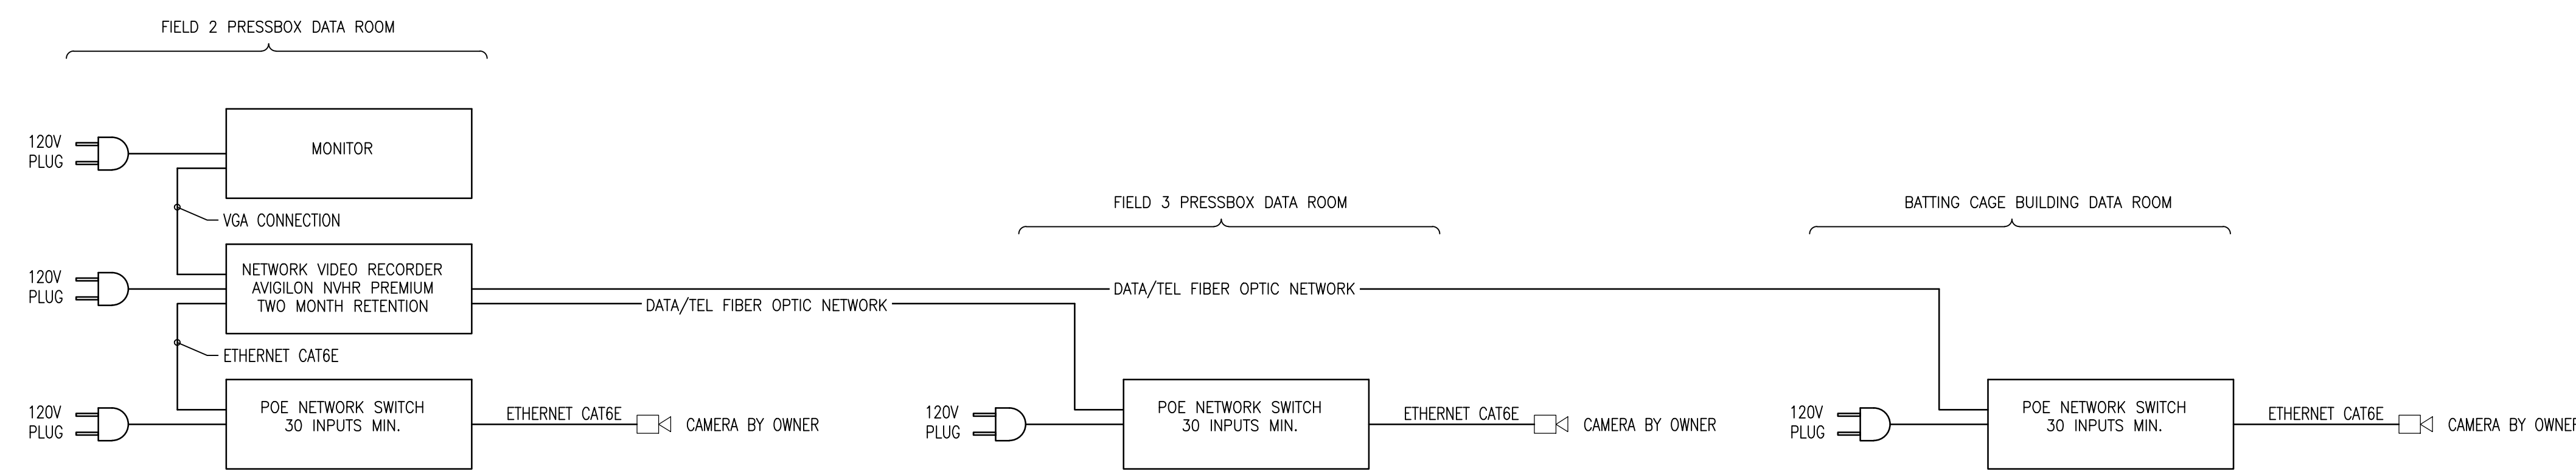 FIELD 2 PRESSBOX DATA ROOM
120V
PLUG
MONITOR
VGA CONNECTION
120V
PLUG
NETWORK VIDEO RECORDER
AVIGILON NVHR PREMIUM
TWO MONTH RETENTION
ETHERNET CAT6E
120V
PLUG
POE NETWORK SWITCH
30 INPUTS MIN.
ETHERNET CAT6E
CAMERA BY OWNER
DATA/TEL FIBER OPTIC NETWORK
FIELD 3 PRESSBOX DATA ROOM
DATA/TEL FIBER OPTIC NETWORK
120V
PLUG
POE NETWORK SWITCH
30 INPUTS MIN.
ETHERNET CAT6E
CAMERA BY OWNER
BATTING CAGE BUILDING DATA ROOM
120V
PLUG
POE NETWORK SWITCH
30 INPUTS MIN.
ETHERNET CAT6E
CAMERA BY OWNER